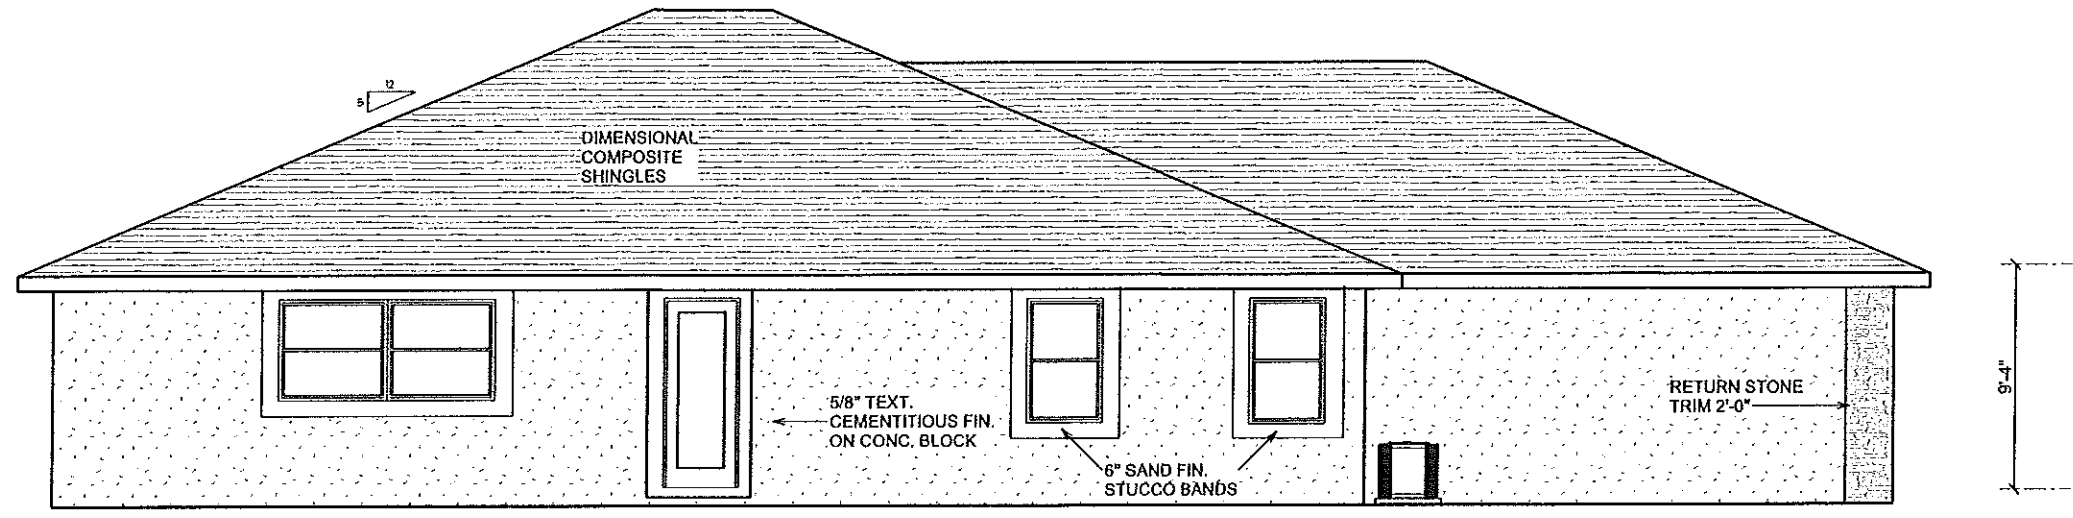 12
5
DIMENSIONAL
COMPOSITE
SHINGLES
5/8" TEXT.
CEMENTITIOUS FIN.
ON CONC. BLOCK
6" SAND FIN.
STUCCO BANDS
RETURN STONE
TRIM 2'-0"
9'-4"